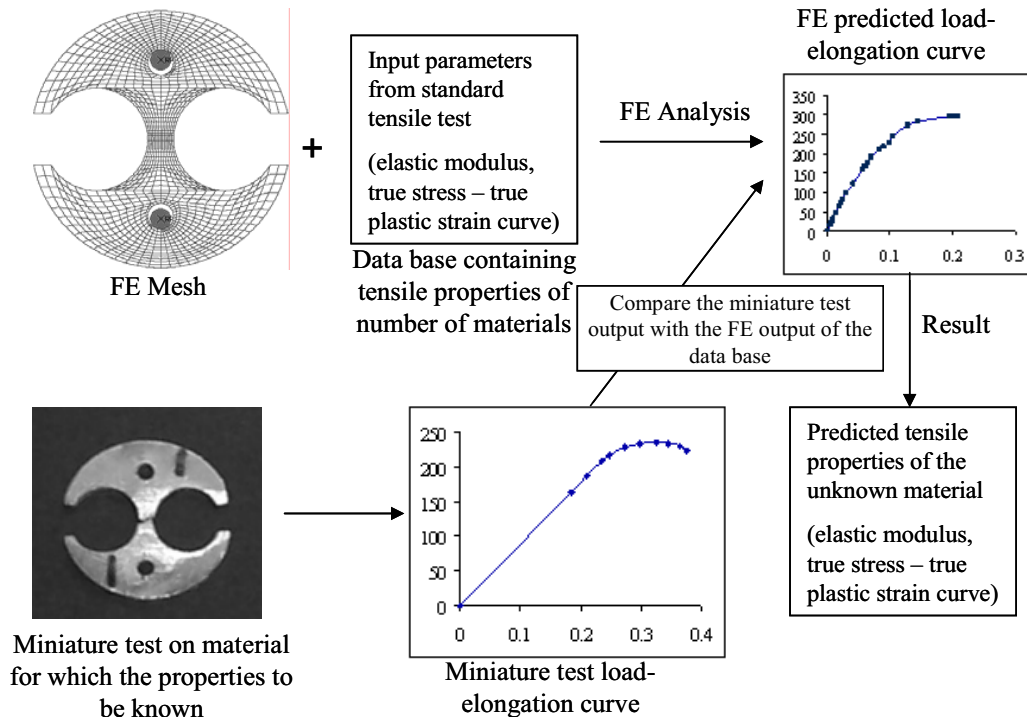 FE Mesh
+
Input parameters
from standard
tensile test
(elastic modulus,
true stress – true
plastic strain curve)
Data base containing
tensile properties of
number of materials
FE Analysis
FE predicted load-
elongation curve
350
300
250
200
150
100
50
0
0
0.1
0.2
0.3
Compare the miniature test
output with the FE output of the
data base
Result
Miniature test on material
for which the properties to
be known
250
200
150
100
50
0
0
0.1
0.2
0.3
0.4
Miniature test load-
elongation curve
Predicted tensile
properties of the
unknown material
(elastic modulus,
true stress – true
plastic strain curve)